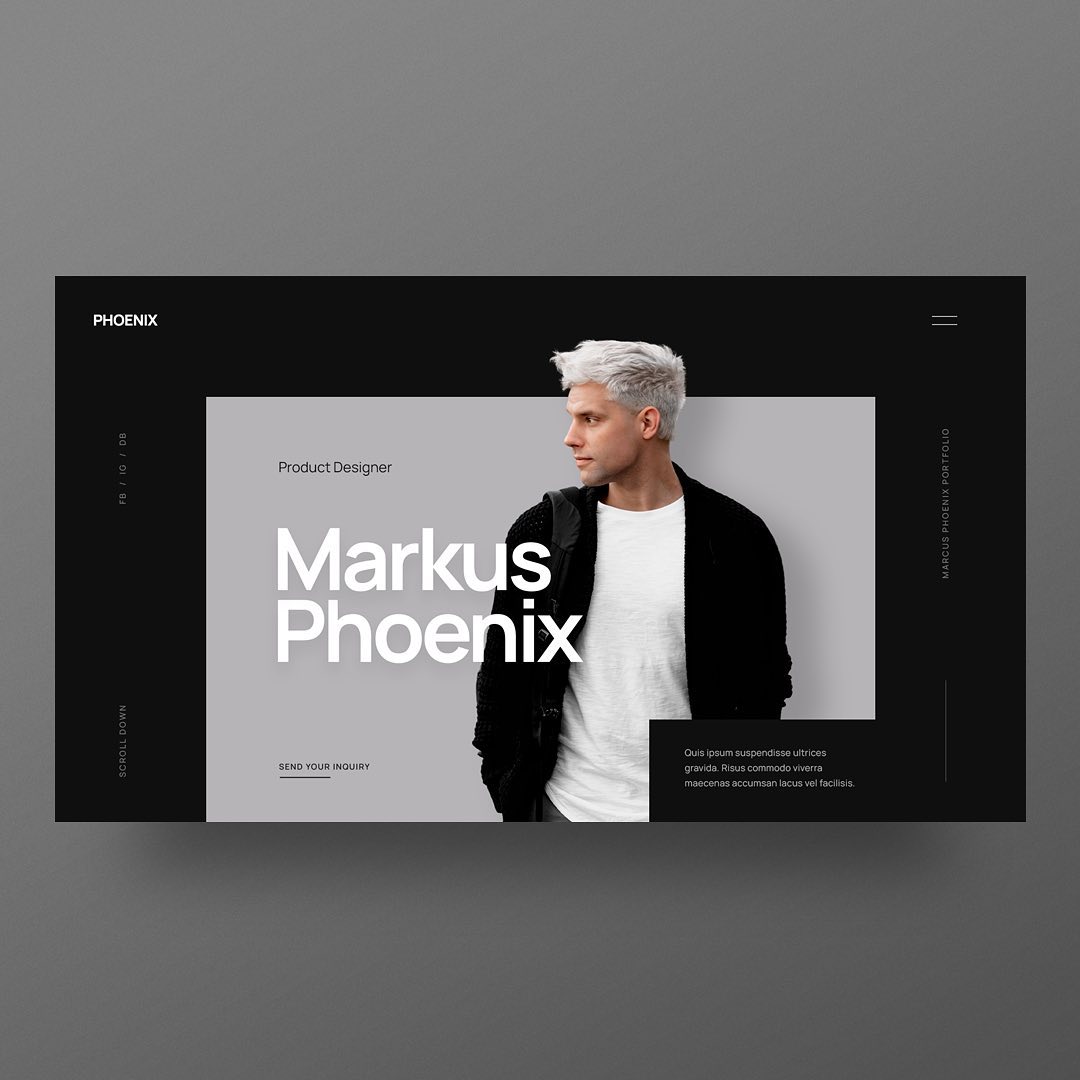 PHOENIX
FB / IG / DB
Product Designer
Markus
Phoenix
MARCUS PHOENIX PORTFOLIO
SCROLL DOWN
SEND YOUR INQUIRY
Quis ipsum suspendisse ultrices
gravida. Risus commodo viverra
maecenas accumsan lacus vel facilisis.